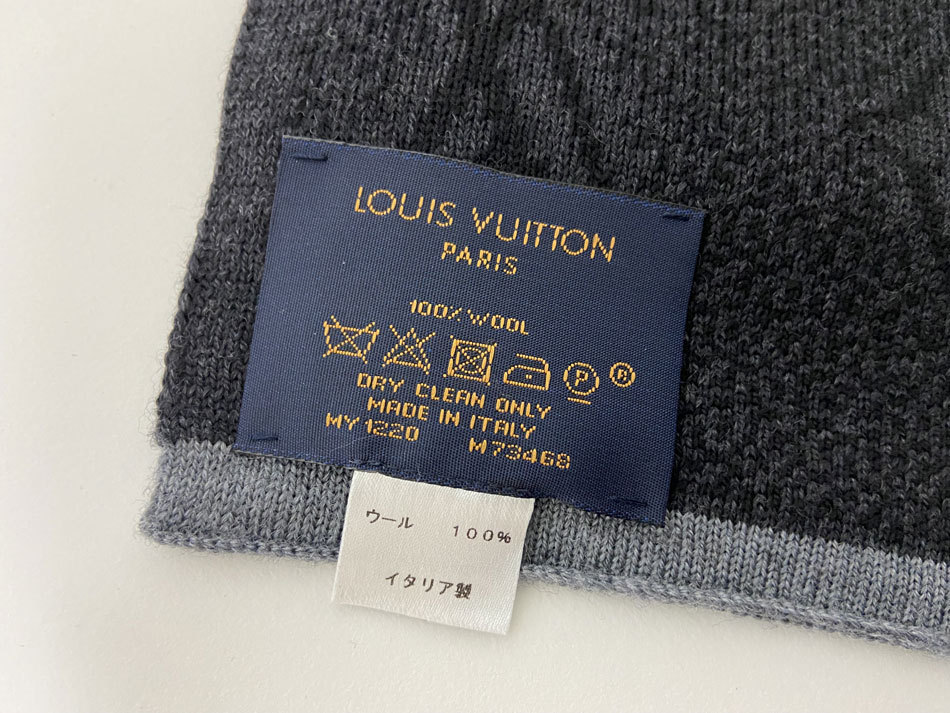 LOUIS VUITTON
PARIS
100% WOOL
P B
DRY CLEAN ONLY
MADE IN ITALY
MY1220 M73468
ウール 100%
イタリア製